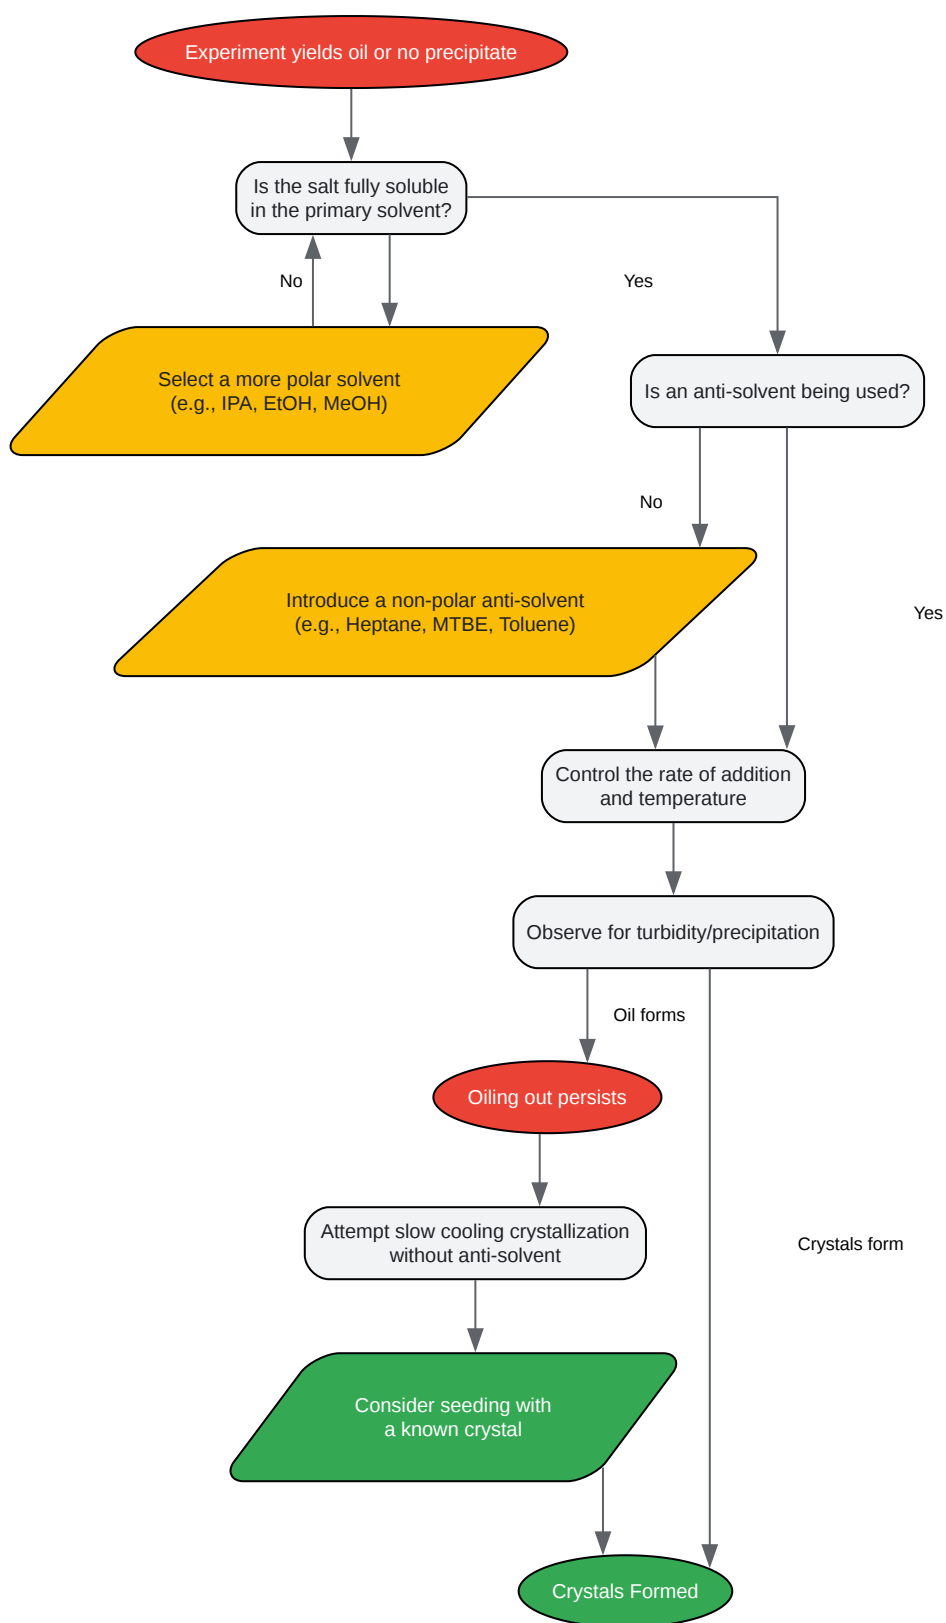 Experiment yields oil or no precipitate
Is the salt fully soluble
in the primary solvent?
No
Yes
Select a more polar solvent
(e.g., IPA, EtOH, MeOH)
Is an anti-solvent being used?
No
Introduce a non-polar anti-solvent
(e.g., Heptane, MTBE, Toluene)
Yes
Control the rate of addition
and temperature
Observe for turbidity/precipitation
Oil forms
Oiling out persists
Attempt slow cooling crystallization
without anti-solvent
Crystals form
Consider seeding with
a known crystal
Crystals Formed